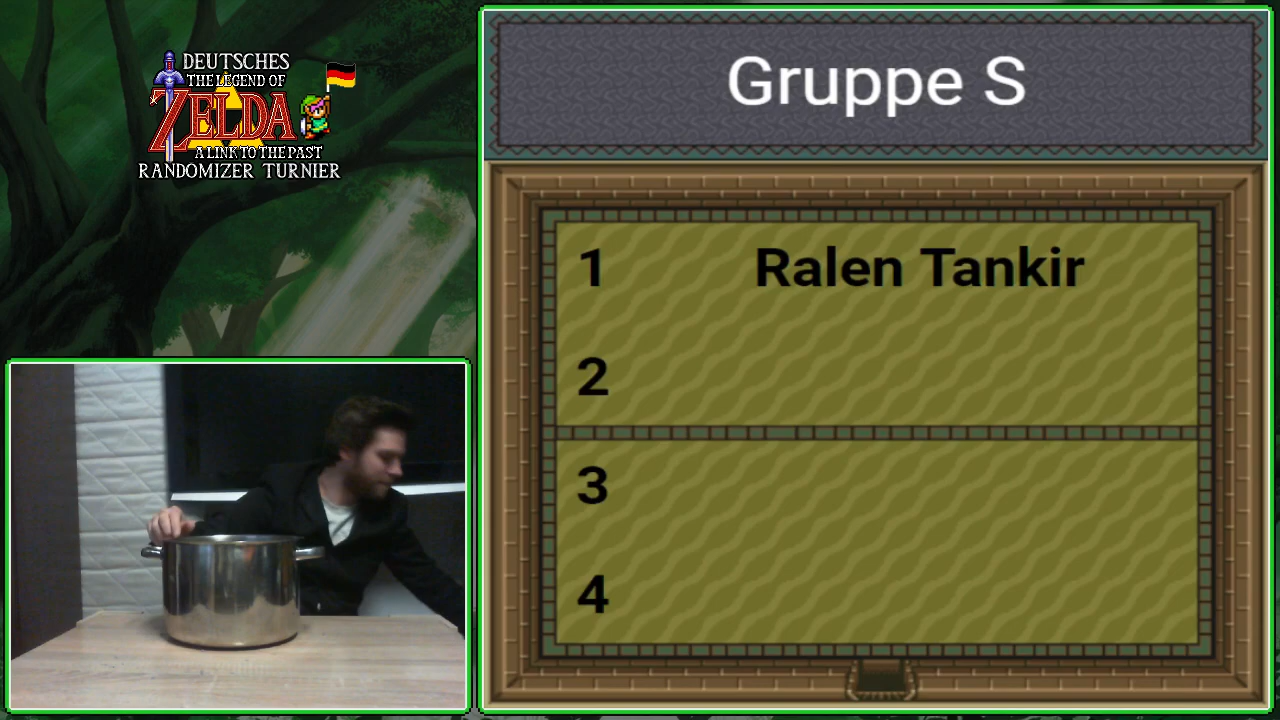 DEUTSCHES
THE LEGEND OF
ZELDA
A LINK TO THE PAST
RANDOMIZER TURNIER
Gruppe S
1 Ralen Tankir
2
3
4